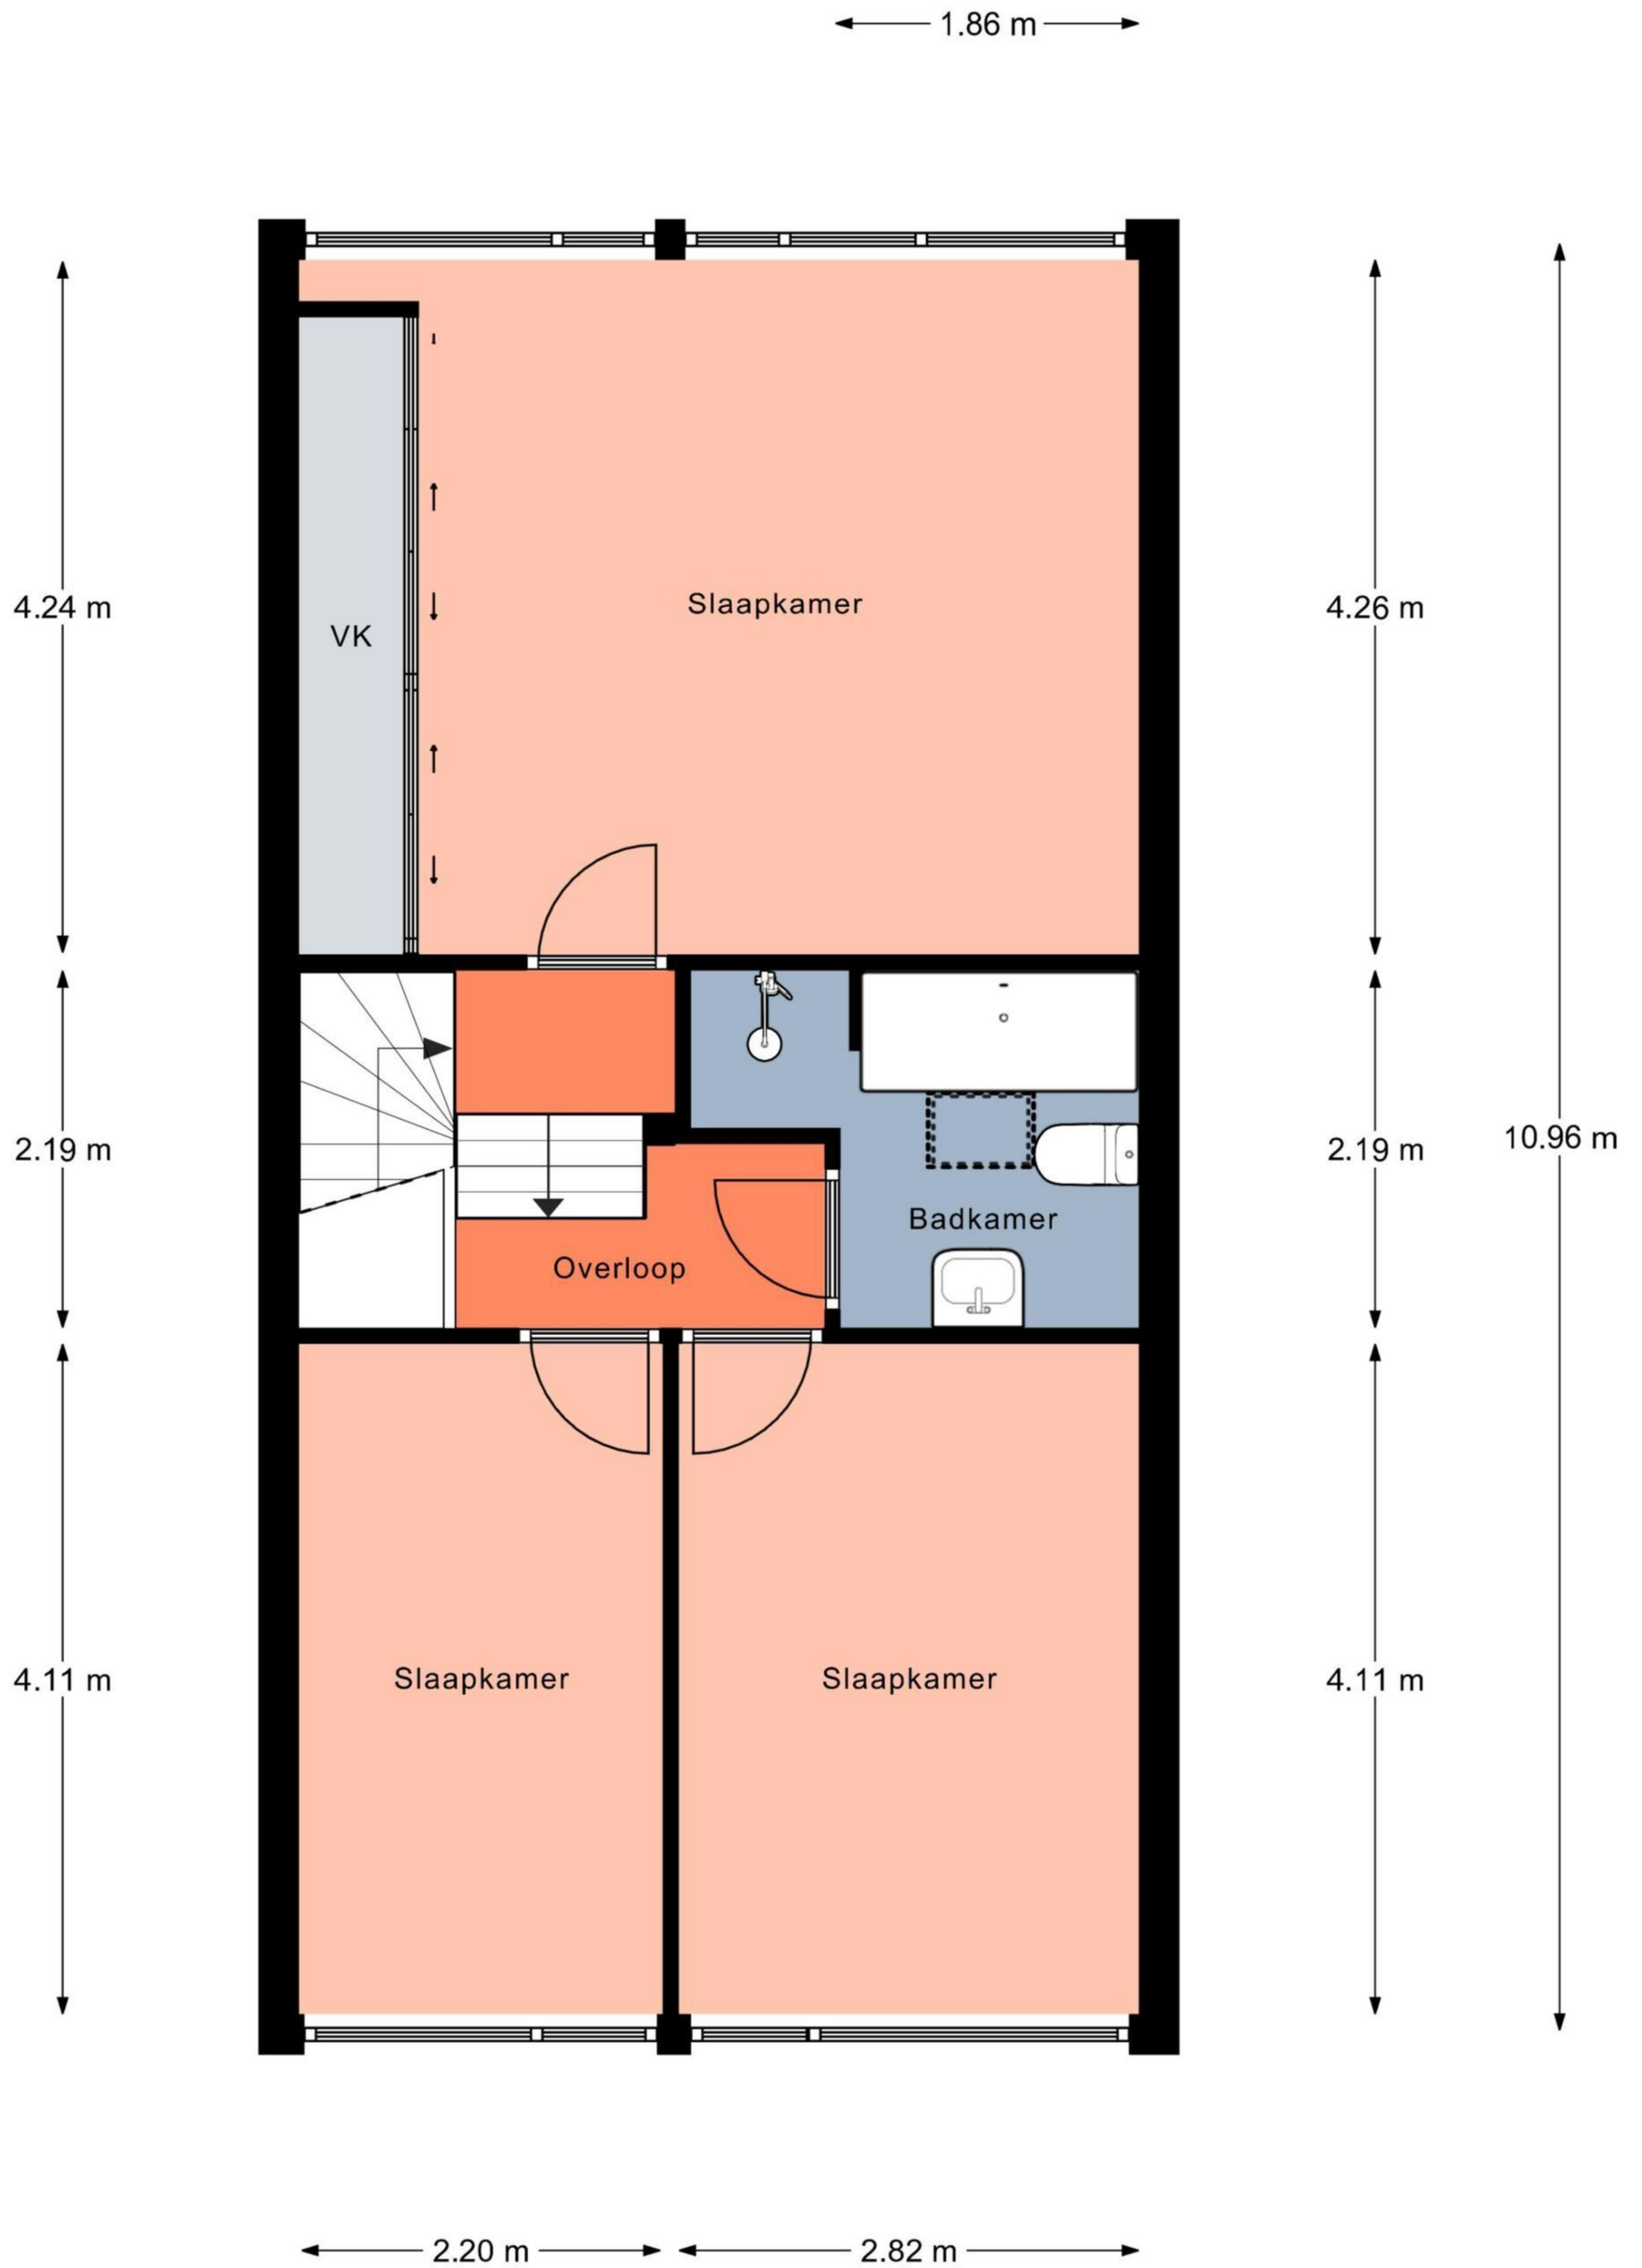 1.86 m
Slaapkamer
4.24 m
4.26 m
VK
10.96 m
2.19 m
2.19 m
Badkamer
Overloop
Slaapkamer
Slaapkamer
4.11 m
4.11 m
2.20 m
2.82 m